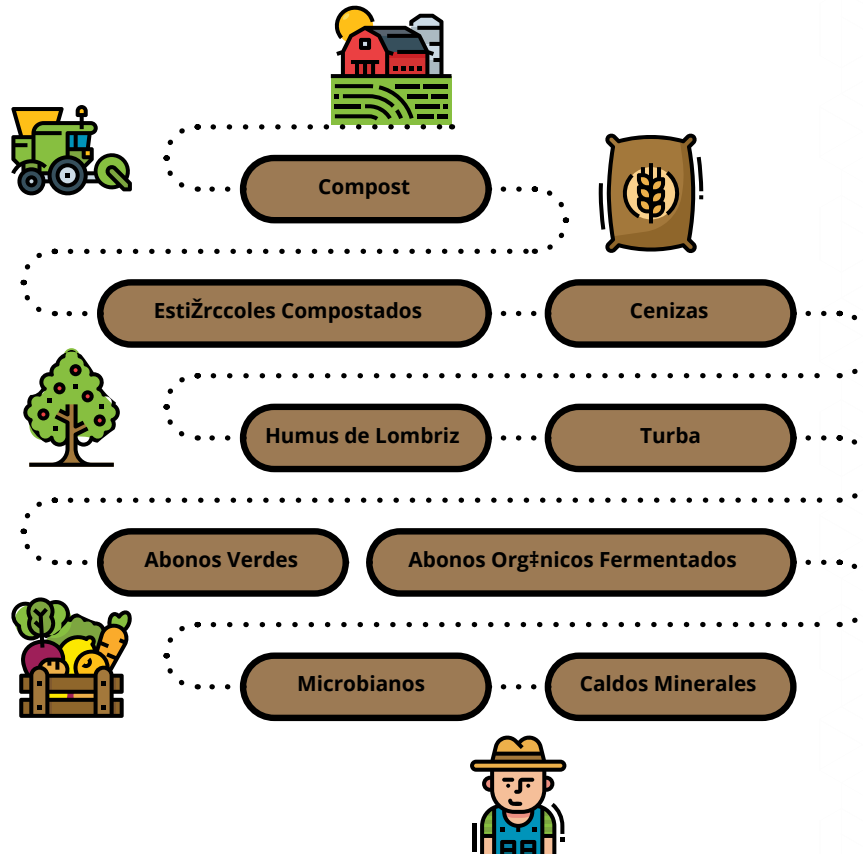 Compost
EstiŽrccoles Compostados
Cenizas
Humus de Lombriz
Turba
Abonos Verdes
Abonos Org‡nicos Fermentados
Microbianos
Caldos Minerales